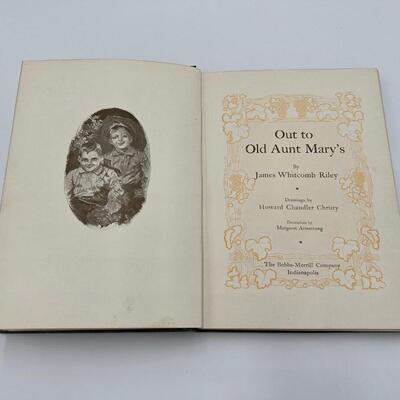 Out to
Old Aunt Mary's
By
James Whitcomb Riley
Drawings by
Howard Chandler Christy
Decorations by
Margaret Armstrong
The Bobbs-Merrill Company
Indianapolis